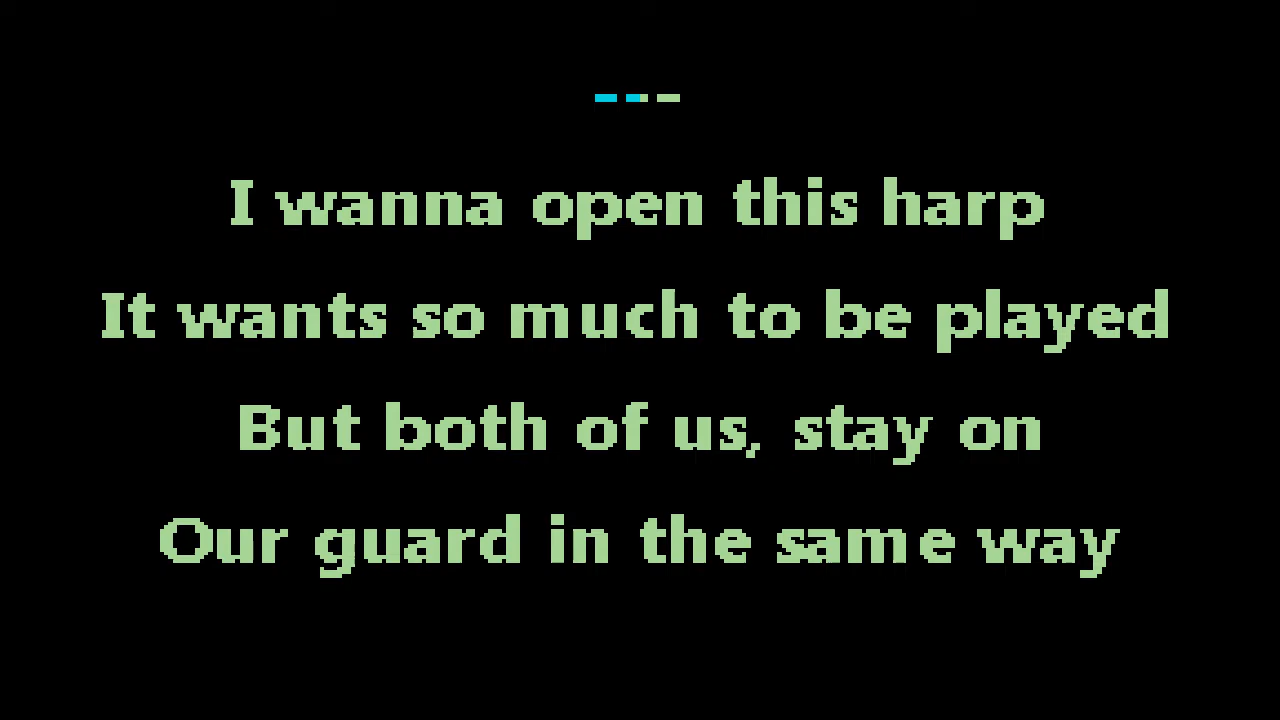 I wanna open this harp
It wants so much to be played
But both of us, stay on
Our guard in the same way